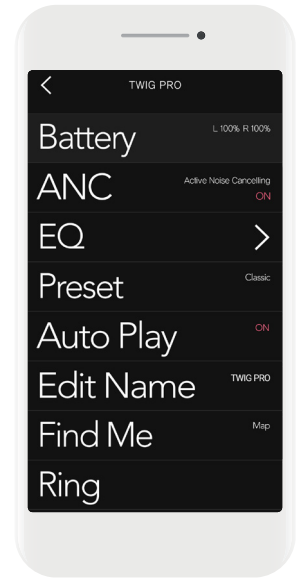 TWIG PRO
Battery L 100% R 100%
ANC Active Noise Cancelling
ON
EQ
Preset Classic
Auto Play ON
Edit Name TWIG PRO
Find Me Map
Ring